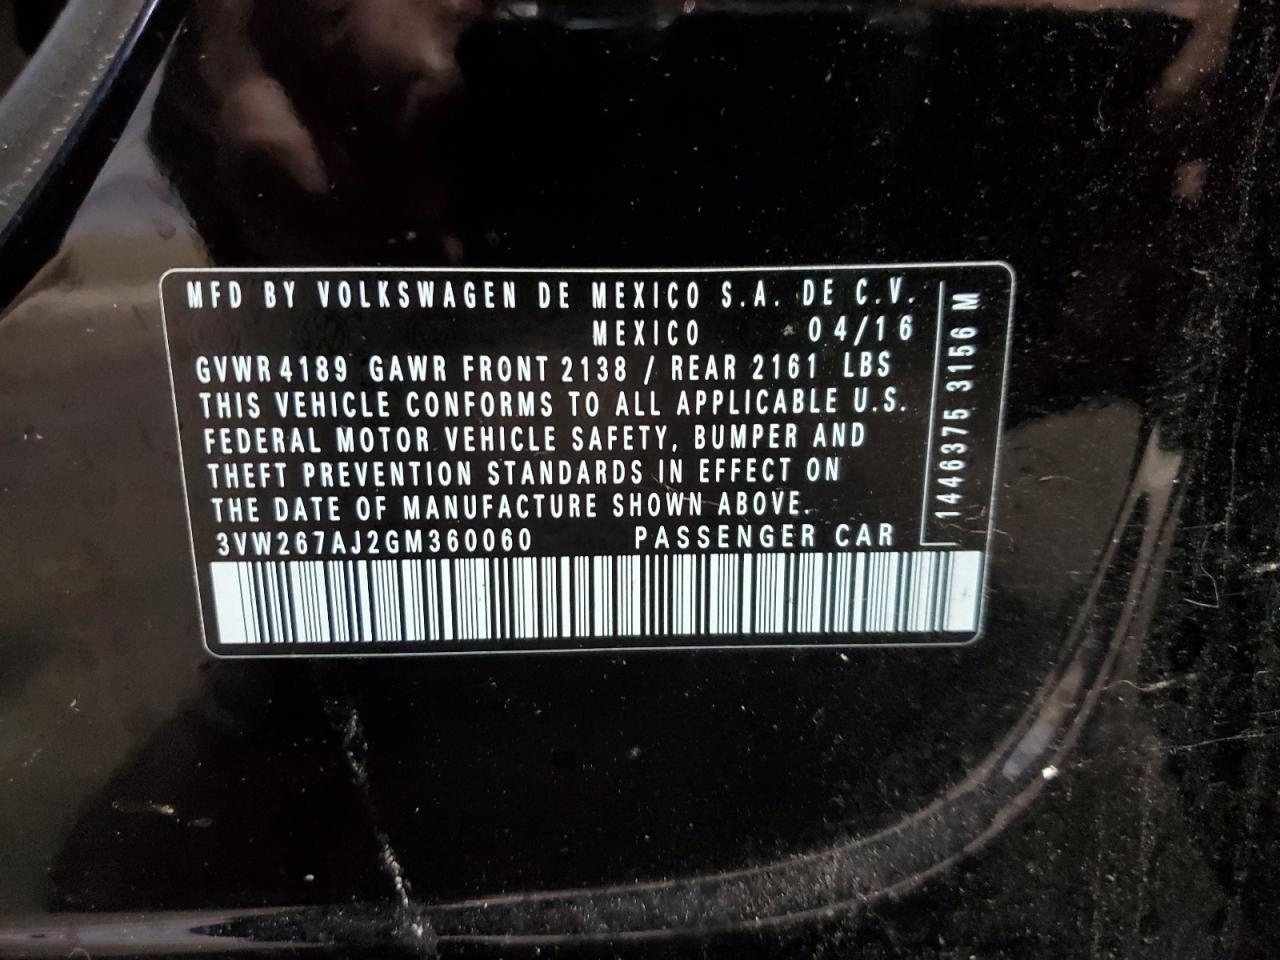 MFD BY VOLKSWAGEN DE MEXICO S.A. DE C.V.
MEXICO 04/16
GVWR 4189 GAWR FRONT 2138 / REAR 2161 LBS
THIS VEHICLE CONFORMS TO ALL APPLICABLE U.S.
FEDERAL MOTOR VEHICLE SAFETY, BUMPER AND
THEFT PREVENTION STANDARDS IN EFFECT ON
THE DATE OF MANUFACTURE SHOWN ABOVE.
3VW267AJ2GM360060 PASSENGER CAR
1446375 3156 M